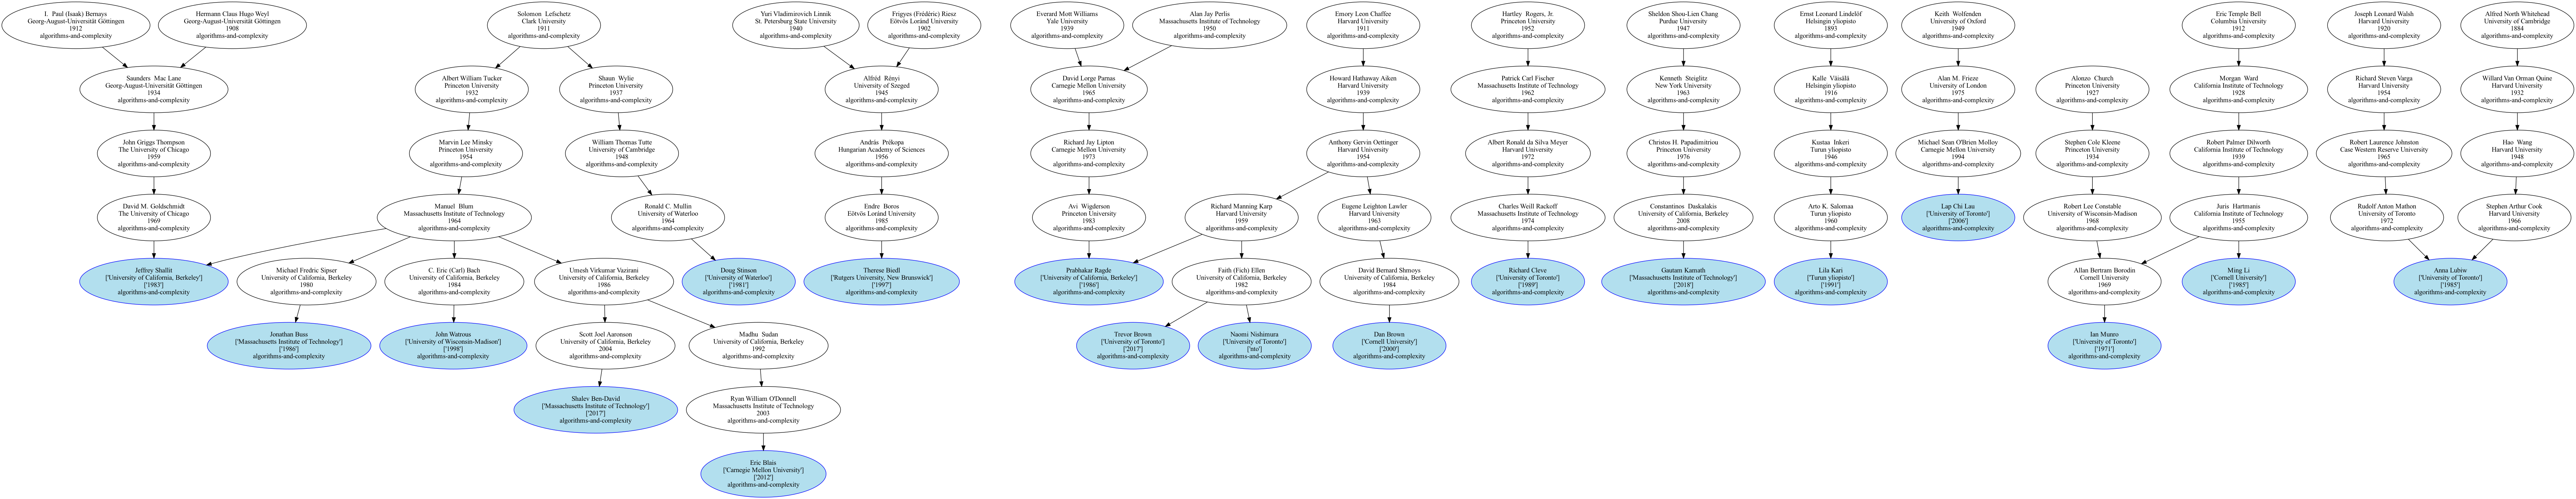 I.  Paul (Isaak) Bernays
Georg-August-Universität Göttingen
1912
algorithms-and-complexity
Hermann Claus Hugo Weyl
Georg-August-Universität Göttingen
1908
algorithms-and-complexity
Solomon  Lefschetz
Clark University
1911
algorithms-and-complexity
Yuri Vladimirovich Linnik
St. Petersburg State University
1940
algorithms-and-complexity
Frigyes (Frédéric) Riesz
Eötvös Loránd University
1902
algorithms-and-complexity
Everard Mott Williams
Yale University
1939
algorithms-and-complexity
Alan Jay Perlis
Massachusetts Institute of Technology
1950
algorithms-and-complexity
Emory Leon Chaffee
Harvard University
1911
algorithms-and-complexity
Hartley  Rogers, Jr.
Princeton University
1952
algorithms-and-complexity
Sheldon Shou-Lien Chang
Purdue University
1947
algorithms-and-complexity
Ernst Leonard Lindelöf
Helsingin yliopisto
1893
algorithms-and-complexity
Keith  Wolfenden
University of Oxford
1949
algorithms-and-complexity
Eric Temple Bell
Columbia University
1912
algorithms-and-complexity
Joseph Leonard Walsh
Harvard University
1920
algorithms-and-complexity
Alfred North Whitehead
University of Cambridge
1884
algorithms-and-complexity
Saunders  Mac Lane
Georg-August-Universität Göttingen
1934
algorithms-and-complexity
Albert William Tucker
Princeton University
1932
algorithms-and-complexity
Shaun  Wylie
Princeton University
1937
algorithms-and-complexity
Alfréd  Rényi
University of Szeged
1945
algorithms-and-complexity
David Lorge Parnas
Carnegie Mellon University
1965
algorithms-and-complexity
Howard Hathaway Aiken
Harvard University
1939
algorithms-and-complexity
Patrick Carl Fischer
Massachusetts Institute of Technology
1962
algorithms-and-complexity
Kenneth  Steiglitz
New York University
1963
algorithms-and-complexity
Kalle  Väisälä
Helsingin yliopisto
1916
algorithms-and-complexity
Alan M. Frieze
University of London
1975
algorithms-and-complexity
Alonzo  Church
Princeton University
1927
algorithms-and-complexity
Morgan  Ward
California Institute of Technology
1928
algorithms-and-complexity
Richard Steven Varga
Harvard University
1954
algorithms-and-complexity
Willard Van Orman Quine
Harvard University
1932
algorithms-and-complexity
John Griggs Thompson
The University of Chicago
1959
algorithms-and-complexity
Marvin Lee Minsky
Princeton University
1954
algorithms-and-complexity
William Thomas Tutte
University of Cambridge
1948
algorithms-and-complexity
András  Prékopa
Hungarian Academy of Sciences
1956
algorithms-and-complexity
Richard Jay Lipton
Carnegie Mellon University
1973
algorithms-and-complexity
Anthony Gervin Oettinger
Harvard University
1954
algorithms-and-complexity
Albert Ronald da Silva Meyer
Harvard University
1972
algorithms-and-complexity
Christos H. Papadimitriou
Princeton University
1976
algorithms-and-complexity
Kustaa  Inkeri
Turun yliopisto
1946
algorithms-and-complexity
Michael Sean O'Brien Molloy
Carnegie Mellon University
1994
algorithms-and-complexity
Stephen Cole Kleene
Princeton University
1934
algorithms-and-complexity
Robert Palmer Dilworth
California Institute of Technology
1939
algorithms-and-complexity
Robert Laurence Johnston
Case Western Reserve University
1965
algorithms-and-complexity
Hao  Wang
Harvard University
1948
algorithms-and-complexity
David M. Goldschmidt
The University of Chicago
1969
algorithms-and-complexity
Manuel  Blum
Massachusetts Institute of Technology
1964
algorithms-and-complexity
Ronald C. Mullin
University of Waterloo
1964
algorithms-and-complexity
Endre  Boros
Eötvös Loránd University
1985
algorithms-and-complexity
Avi  Wigderson
Princeton University
1983
algorithms-and-complexity
Richard Manning Karp
Harvard University
1959
algorithms-and-complexity
Eugene Leighton Lawler
Harvard University
1963
algorithms-and-complexity
Charles Weill Rackoff
Massachusetts Institute of Technology
1974
algorithms-and-complexity
Constantinos  Daskalakis
University of California, Berkeley
2008
algorithms-and-complexity
Arto K. Salomaa
Turun yliopisto
1960
algorithms-and-complexity
Lap Chi Lau
['University of Toronto']
['2006']
algorithms-and-complexity
Robert Lee Constable
University of Wisconsin-Madison
1968
algorithms-and-complexity
Juris  Hartmanis
California Institute of Technology
1955
algorithms-and-complexity
Rudolf Anton Mathon
University of Toronto
1972
algorithms-and-complexity
Stephen Arthur Cook
Harvard University
1966
algorithms-and-complexity
Jeffrey Shallit
['University of California, Berkeley']
['1983']
algorithms-and-complexity
Michael Fredric Sipser
University of California, Berkeley
1980
algorithms-and-complexity
C. Eric (Carl) Bach
University of California, Berkeley
1984
algorithms-and-complexity
Umesh Virkumar Vazirani
University of California, Berkeley
1986
algorithms-and-complexity
Doug Stinson
['University of Waterloo']
['1981']
algorithms-and-complexity
Therese Biedl
['Rutgers University, New Brunswick']
['1997']
algorithms-and-complexity
Prabhakar Ragde
['University of California, Berkeley']
['1986']
algorithms-and-complexity
Faith (Fich) Ellen
University of California, Berkeley
1982
algorithms-and-complexity
David Bernard Shmoys
University of California, Berkeley
1984
algorithms-and-complexity
Richard Cleve
['University of Toronto']
['1989']
algorithms-and-complexity
Gautam Kamath
['Massachusetts Institute of Technology']
['2018']
algorithms-and-complexity
Lila Kari
['Turun yliopisto']
['1991']
algorithms-and-complexity
Allan Bertram Borodin
Cornell University
1969
algorithms-and-complexity
Ming Li
['Cornell University']
['1985']
algorithms-and-complexity
Anna Lubiw
['University of Toronto']
['1985']
algorithms-and-complexity
Jonathan Buss
['Massachusetts Institute of Technology']
['1986']
algorithms-and-complexity
John Watrous
['University of Wisconsin-Madison']
['1998']
algorithms-and-complexity
Scott Joel Aaronson
University of California, Berkeley
2004
algorithms-and-complexity
Madhu  Sudan
University of California, Berkeley
1992
algorithms-and-complexity
Trevor Brown
['University of Toronto']
['2017']
algorithms-and-complexity
Naomi Nishimura
['University of Toronto']
['nto']
algorithms-and-complexity
Dan Brown
['Cornell University']
['2000']
algorithms-and-complexity
Ian Munro
['University of Toronto']
['1971']
algorithms-and-complexity
Shalev Ben-David
['Massachusetts Institute of Technology']
['2017']
algorithms-and-complexity
Ryan William O'Donnell
Massachusetts Institute of Technology
2003
algorithms-and-complexity
Eric Blais
['Carnegie Mellon University']
['2012']
algorithms-and-complexity